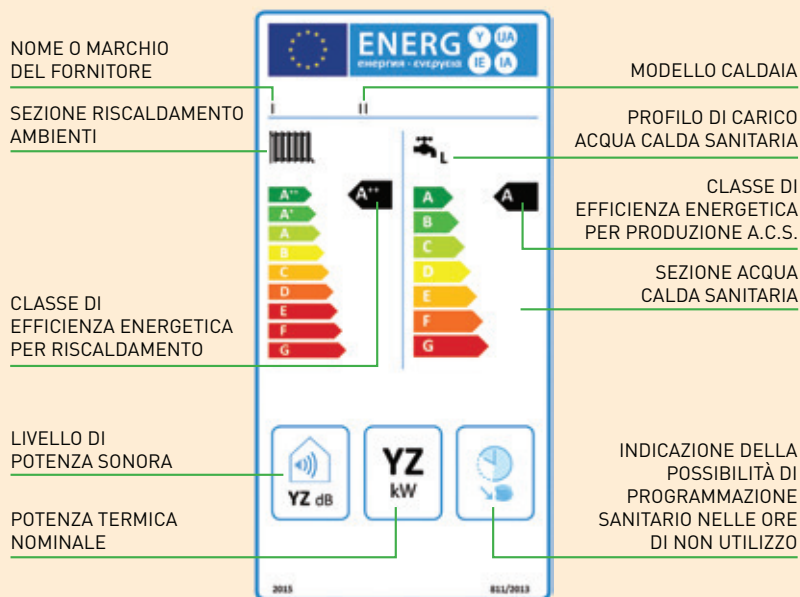 NOME O MARCHIO
DEL FORNITORE
SEZIONE RISCALDAMENTO
AMBIENTI
CLASSE DI
EFFICIENZA ENERGETICA
PER RISCALDAMENTO
LIVELLO DI
POTENZA SONORA
POTENZA TERMICA
NOMINALE
ENERG
енергия · ενεργεια
Y
IJA
IE
IA
I
II
L
A++
A+
A
B
C
D
E
F
G
A++
A
B
C
D
E
F
G
A
YZ dB
YZ
kW
2015
811/2013
MODELLO CALDAIA
PROFILO DI CARICO
ACQUA CALDA SANITARIA
CLASSE DI
EFFICIENZA ENERGETICA
PER PRODUZIONE A.C.S.
SEZIONE ACQUA
CALDA SANITARIA
INDICAZIONE DELLA
POSSIBILITÀ DI
PROGRAMMAZIONE
SANITARIO NELLE ORE
DI NON UTILIZZO